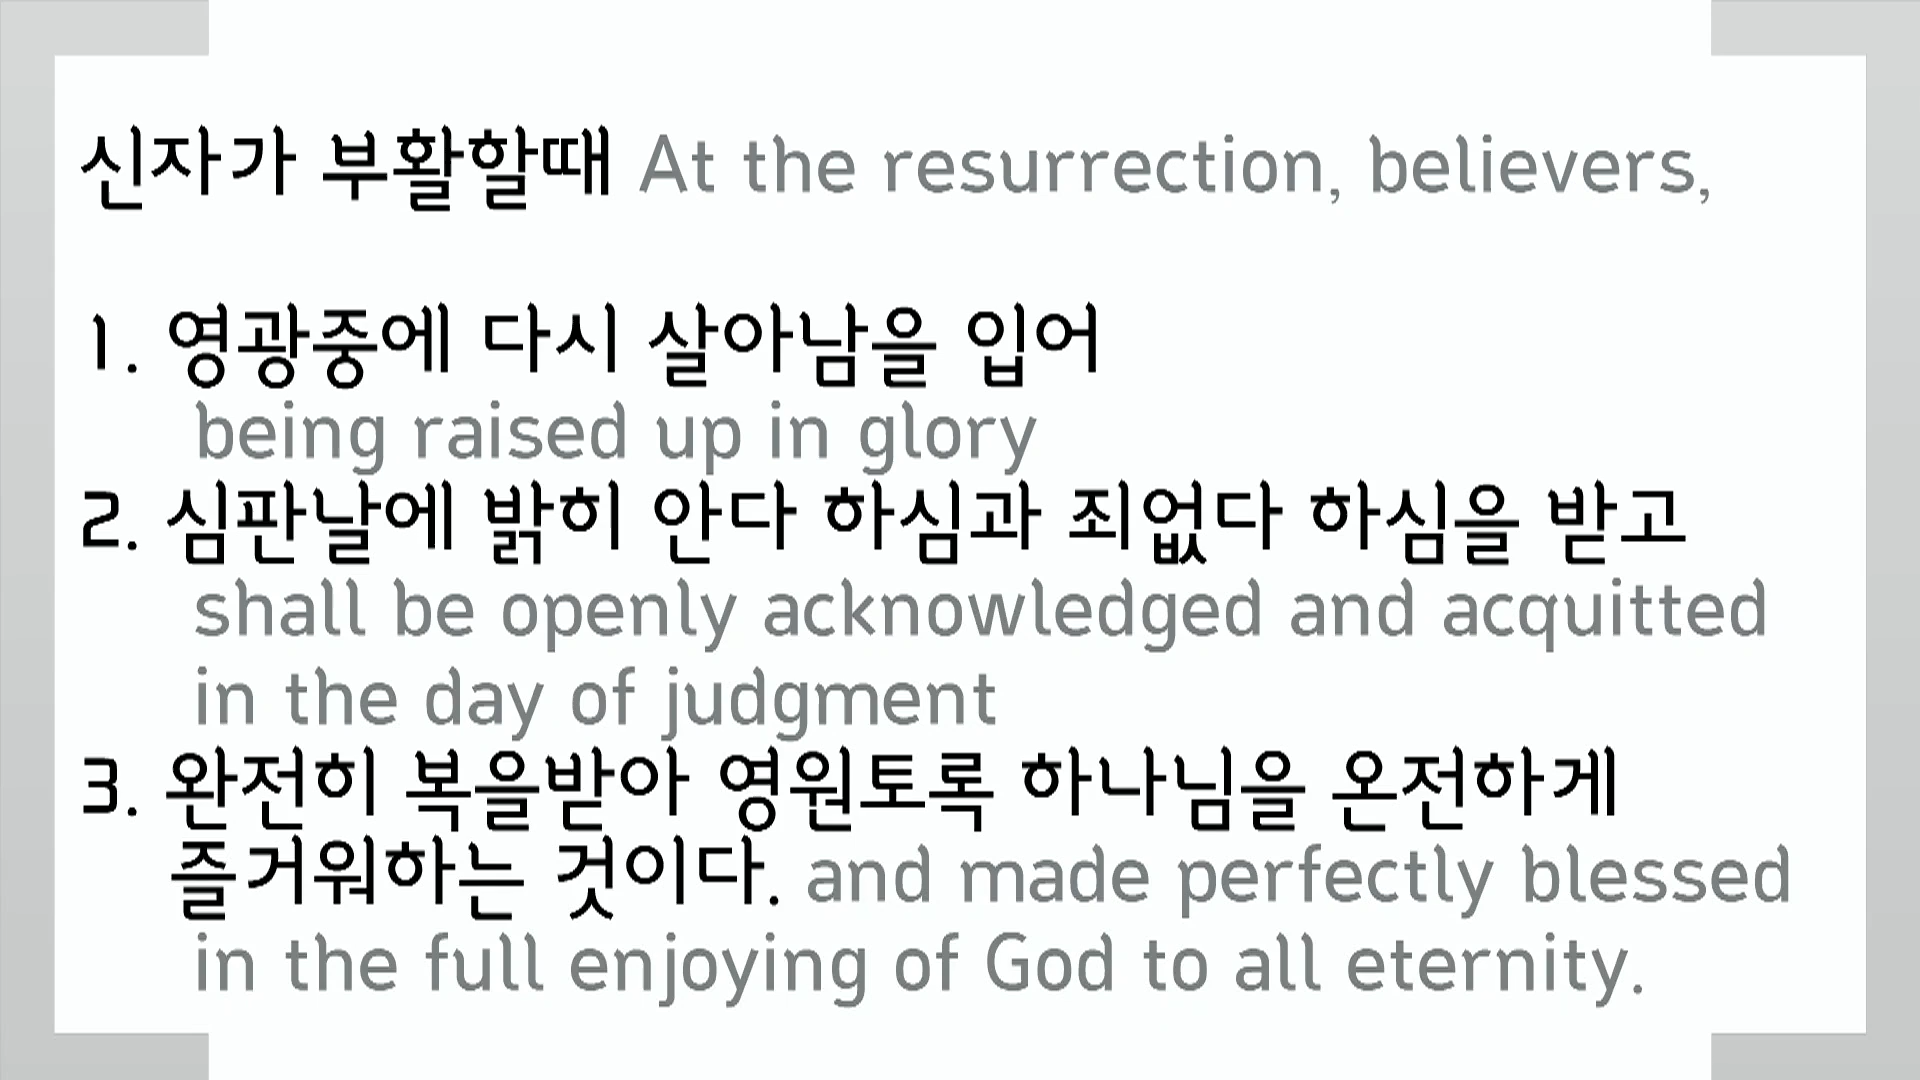 신자가 부활할때 At the resurrection, believers,
1. 영광중에 다시 살아남을 입어
being raised up in glory
2. 심판날에 밝히 안다 하심과 죄없다 하심을 받고
shall be openly acknowledged and acquitted
in the day of judgment
3. 완전히 복을받아 영원토록 하나님을 온전하게
즐거워하는 것이다. and made perfectly blessed
in the full enjoying of God to all eternity.